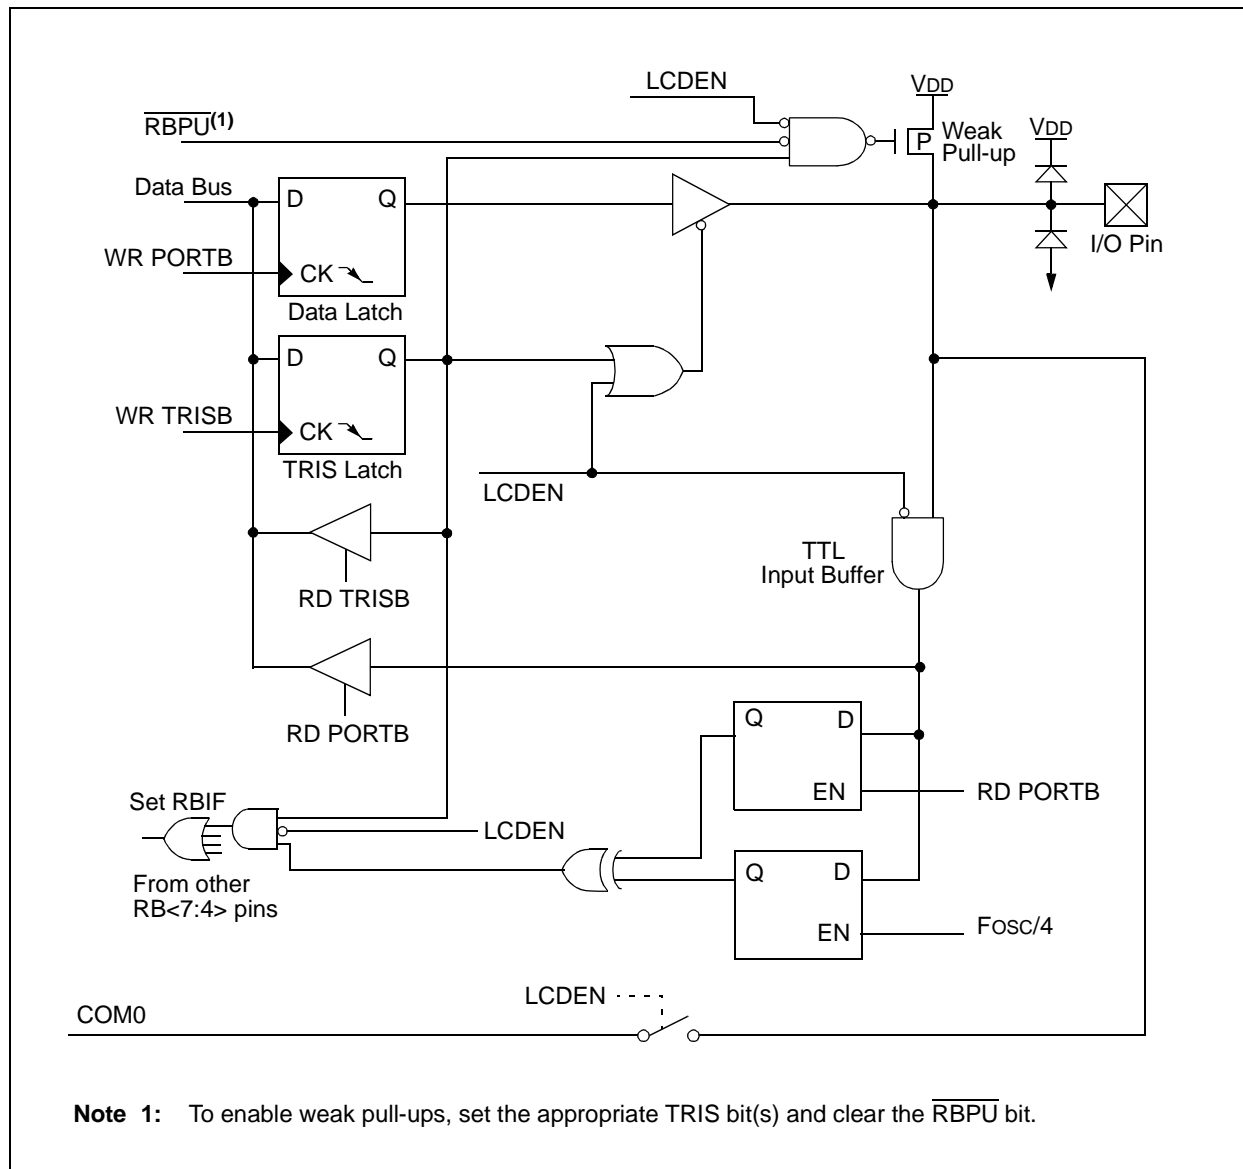 LCDEN
VDD
RBPU(1)
Weak
Pull-up
P
VDD
Data Bus
D Q
I/O Pin
WR PORTB
CK
Data Latch
D Q
WR TRISB
CK
TRIS Latch
LCDEN
TTL
Input Buffer
RD TRISB
RD PORTB
Q D
EN
RD PORTB
Set RBIF
LCDEN
Q D
From other
RB<7:4> pins
EN
FOSC/4
LCDEN
COM0
Note 1: To enable weak pull-ups, set the appropriate TRIS bit(s) and clear the RBPU bit.